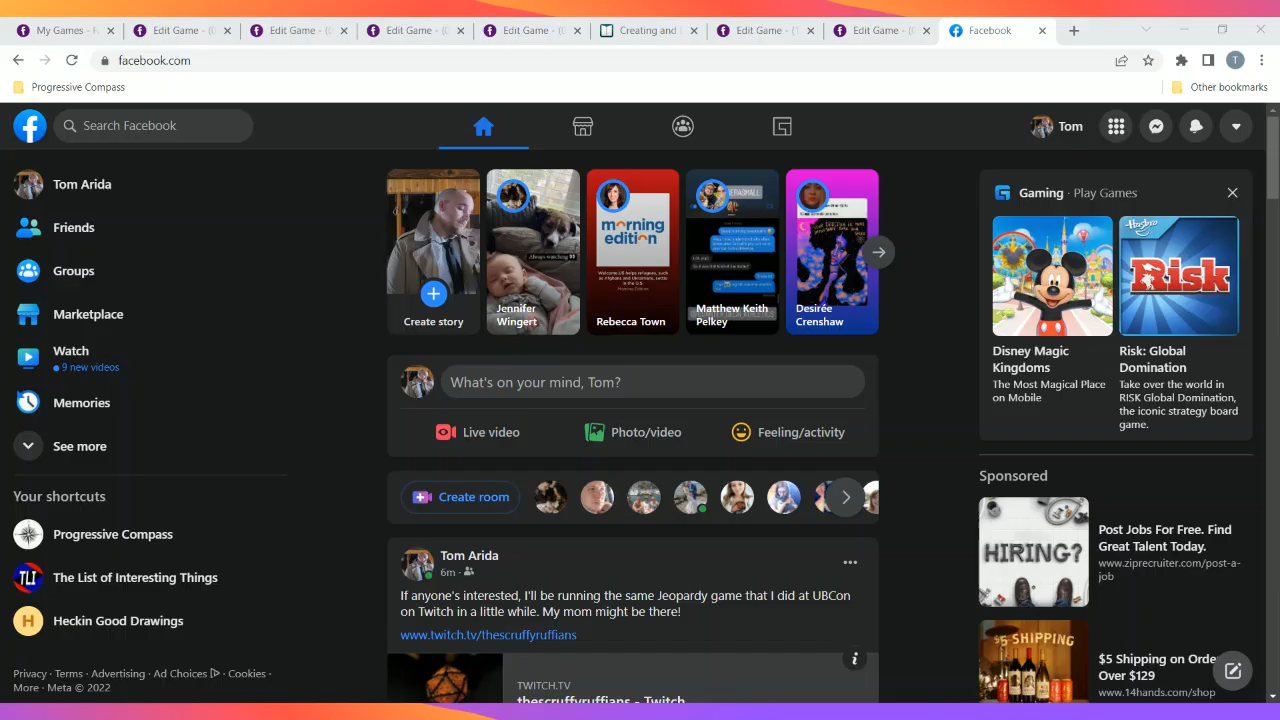 My Games - F
Edit Game - (
Edit Game - (
Edit Game - (
Edit Game - (
Creating and
Edit Game - (
Edit Game - (
Facebook
facebook.com
Progressive Compass
Other bookmarks
T
Search Facebook
Tom
Tom Arida
Friends
Groups
Marketplace
Watch
9 new videos
Memories
See more
Your shortcuts
Progressive Compass
TLI
The List of Interesting Things
H
Heckin Good Drawings
Privacy · Terms · Advertising · Ad Choices · Cookies ·
More · Meta © 2022
Create story
Always watching
Jennifer
Wingert
morning
edition
Rebecca Town
Matthew Keith
Pelkey
Desirée
Crenshaw
What's on your mind, Tom?
Live video
Photo/video
Feeling/activity
Create room
Tom Arida
6m ·
If anyone's interested, I'll be running the same Jeopardy game that I did at UBCon
on Twitch in a little while. My mom might be there!
www.twitch.tv/thescruffyruffians
TWITCH.TV
thescruffyruffians - Twitch
Gaming · Play Games
Hasbro
Risk
Disney Magic
Kingdoms
The Most Magical Place
on Mobile
Risk: Global
Domination
Take over the world in
RISK Global Domination,
the iconic strategy board
game.
Sponsored
HIRING?
Post Jobs For Free. Find
Great Talent Today.
www.ziprecruiter.com/post-a-
job
$5 SHIPPING
$5 Shipping on Orde
Over $129
www.14hands.com/shop